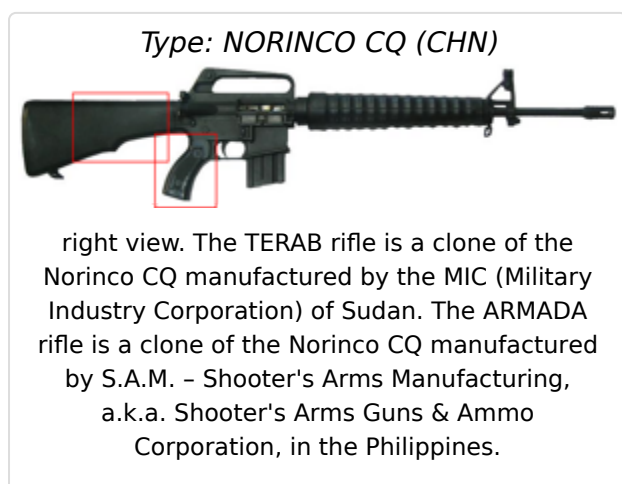 Type: NORINCO CQ (CHN)
right view. The TERAB rifle is a clone of the
Norinco CQ manufactured by the MIC (Military
Industry Corporation) of Sudan. The ARMADA
rifle is a clone of the Norinco CQ manufactured
by S.A.M. – Shooter's Arms Manufacturing,
a.k.a. Shooter's Arms Guns & Ammo
Corporation, in the Philippines.